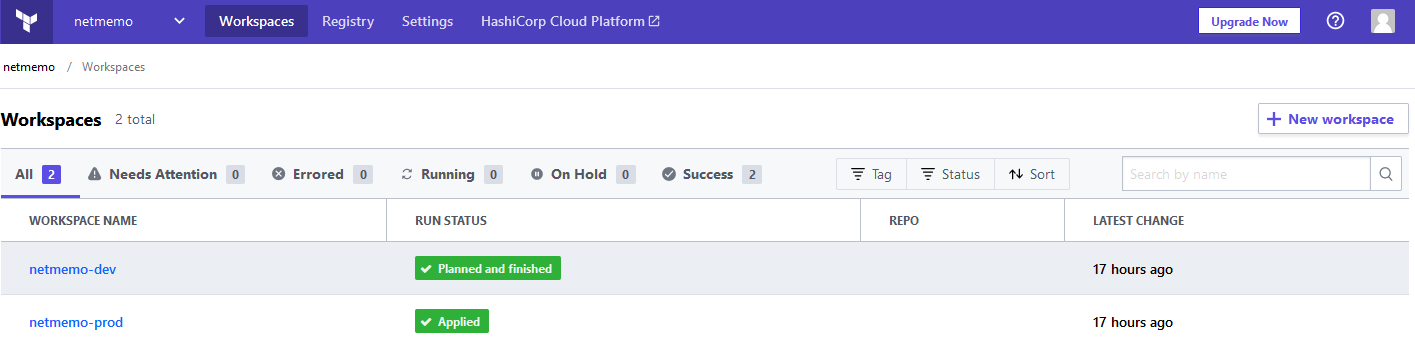 netmemo Workspaces Registry Settings HashiCorp Cloud Platform Upgrade Now
netmemo / Workspaces
Workspaces 2 total + New workspace
All 2 Needs Attention 0 Errored 0 Running 0 On Hold 0 Success 2 Tag Status Sort Search by name
WORKSPACE NAME RUN STATUS REPO LATEST CHANGE
netmemo-dev Planned and finished 17 hours ago
netmemo-prod Applied 17 hours ago